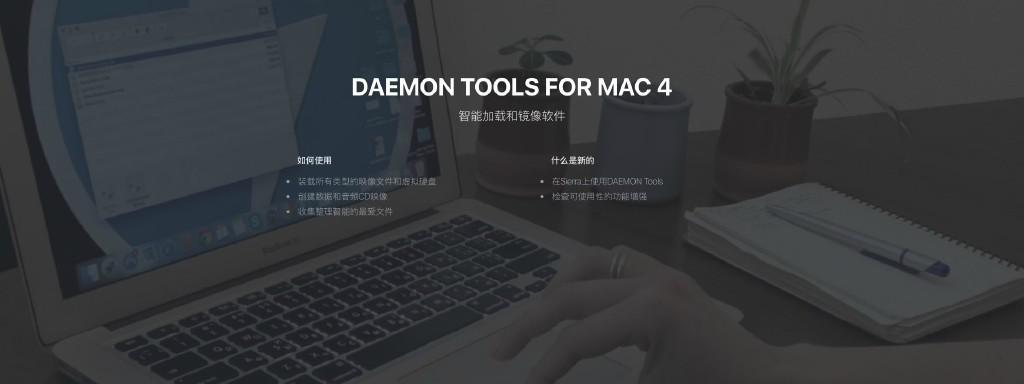 DAEMON TOOLS FOR MAC 4
智能加载和镜像软件
如何使用
装载所有类型的映像文件和虚拟硬盘
创建数据和音频CD映像
收集整理智能的最爱文件
什么是新的
在Sierra上使用DAEMON Tools
检查可使用性的功能增强